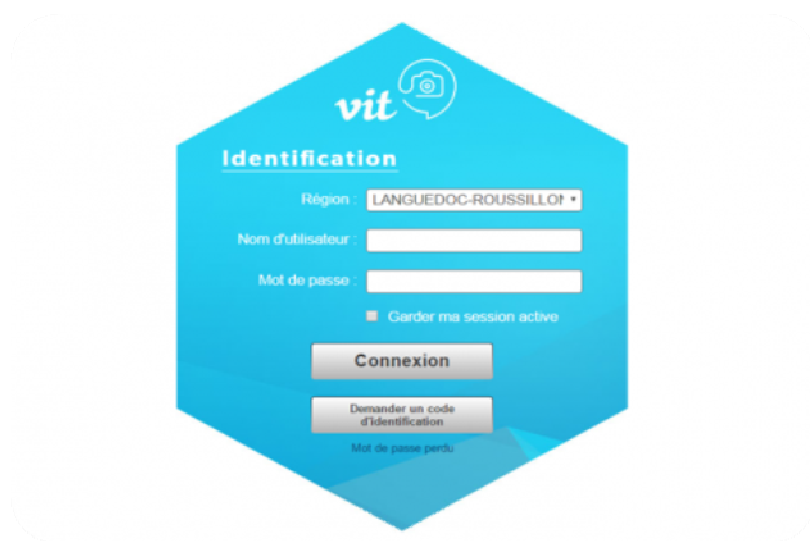 vit
Identification
Région :
LANGUEDOC-ROUSSILLON
Nom d'utilisateur :
Mot de passe :
Garder ma session active
Connexion
Demander un code
d'identification
Mot de passe perdu